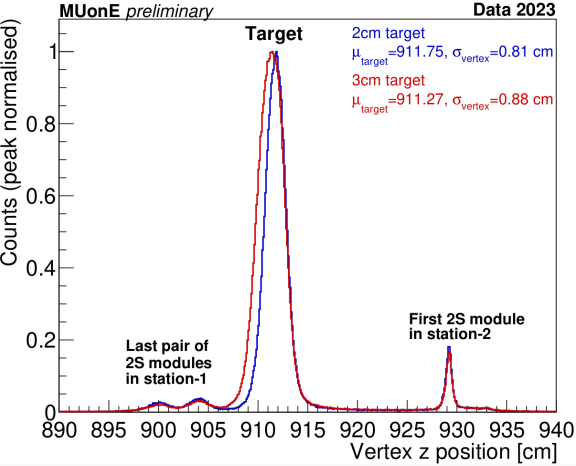 MUonE preliminary
Data 2023
Target
2cm target
μtarget=911.75, σvertex=0.81 cm
3cm target
μtarget=911.27, σvertex=0.88 cm
Counts (peak normalised)
1
0.8
0.6
0.4
0.2
0
Last pair of
2S modules
in station-1
First 2S module
in station-2
890 895 900 905 910 915 920 925 930 935 940
Vertex z position [cm]